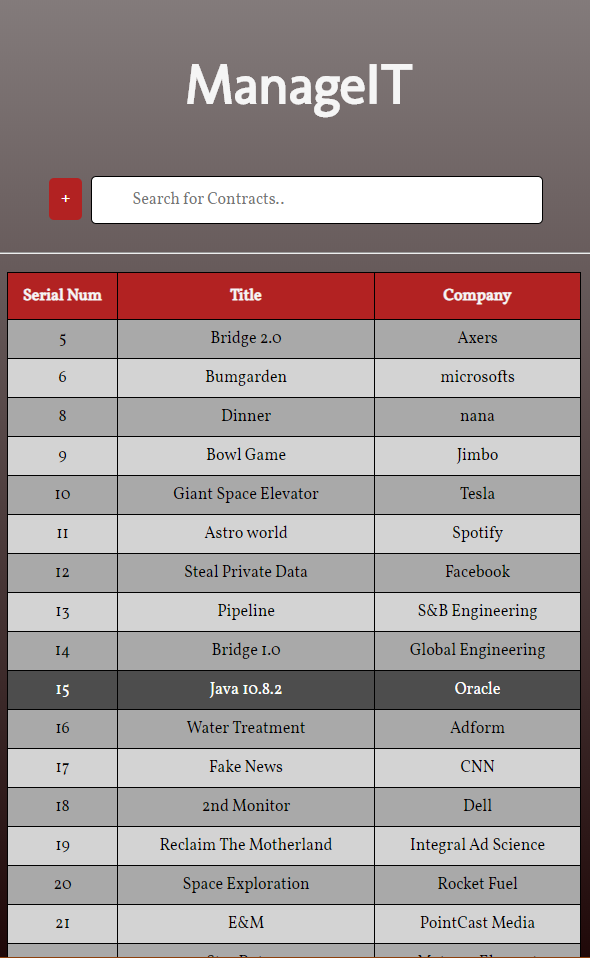 ManageIT
+ Search for Contracts..
Serial Num Title Company
5 Bridge 2.0 Axers
6 Bumgarden microsofts
8 Dinner nana
9 Bowl Game Jimbo
10 Giant Space Elevator Tesla
11 Astro world Spotify
12 Steal Private Data Facebook
13 Pipeline S&B Engineering
14 Bridge 1.0 Global Engineering
15 Java 10.8.2 Oracle
16 Water Treatment Adform
17 Fake News CNN
18 2nd Monitor Dell
19 Reclaim The Motherland Integral Ad Science
20 Space Exploration Rocket Fuel
21 E&M PointCast Media